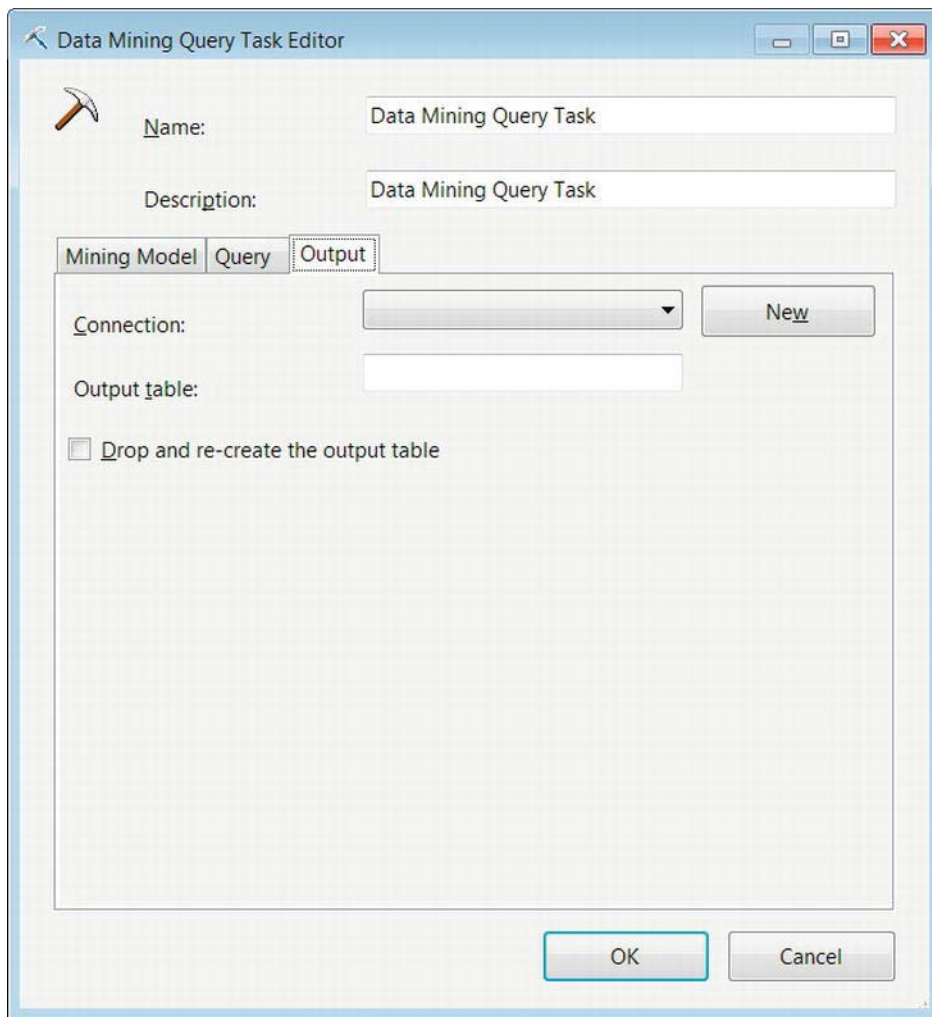 Data Mining Query Task Editor
Name: Data Mining Query Task
Description: Data Mining Query Task
Mining Model Query Output
Connection: New
Output table:
Drop and re-create the output table
OK Cancel